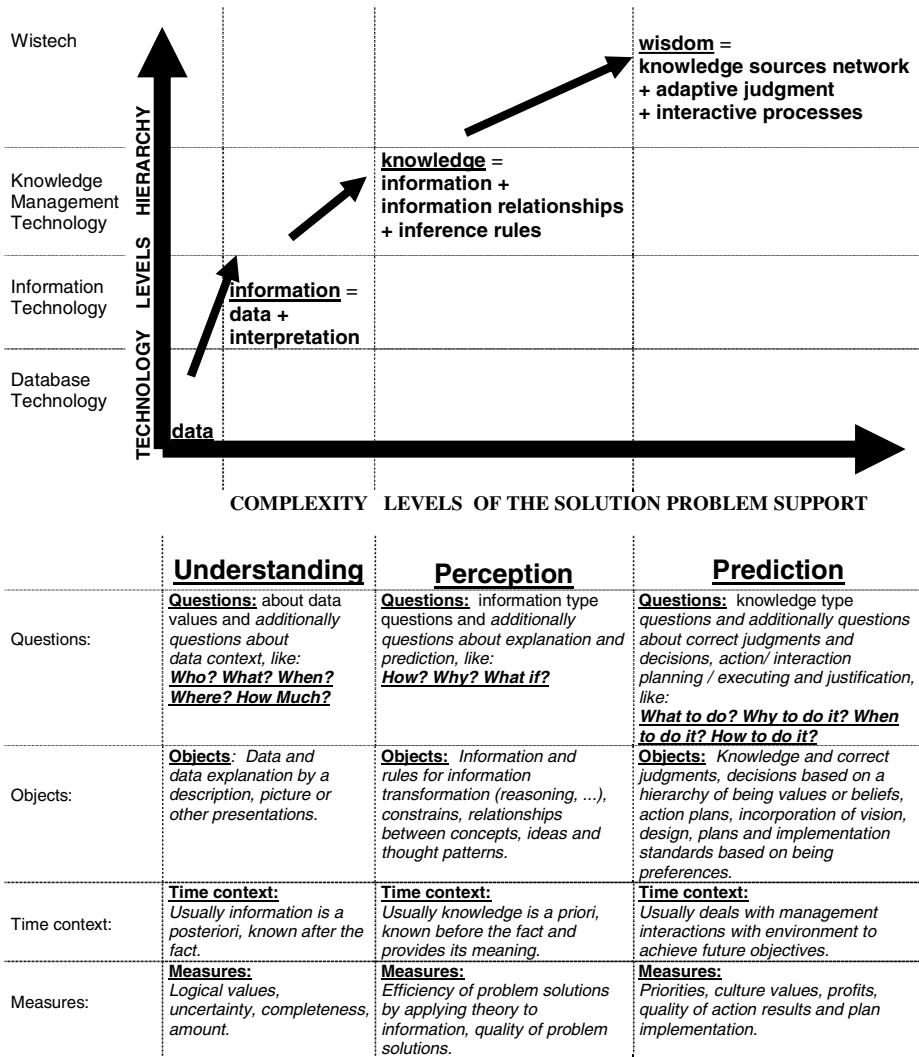 Wistech
wisdom =
knowledge sources network
+ adaptive judgment
+ interactive processes
Knowledge
Management
Technology
knowledge =
information +
information relationships
+ inference rules
Information
Technology
information =
data +
interpretation
Database
Technology
data
TECHNOLOGY LEVELS HIERARCHY
COMPLEXITY LEVELS OF THE SOLUTION PROBLEM SUPPORT
Understanding
Perception
Prediction
Questions:
Questions: about data
values and additionally
questions about
data context, like:
Who? What? When?
Where? How Much?
Questions: information type
questions and additionally
questions about explanation and
prediction, like:
How? Why? What if?
Questions: knowledge type
questions and additionally questions
about correct judgments and
decisions, action/ interaction
planning / executing and justification,
like:
What to do? Why to do it? When
to do it? How to do it?
Objects:
Objects: Data and
data explanation by a
description, picture or
other presentations.
Objects: Information and
rules for information
transformation (reasoning, ...),
constrains, relationships
between concepts, ideas and
thought patterns.
Objects: Knowledge and correct
judgments, decisions based on a
hierarchy of being values or beliefs,
action plans, incorporation of vision,
design, plans and implementation
standards based on being
preferences.
Time context:
Time context:
Usually information is a
posteriori, known after the
fact.
Time context:
Usually knowledge is a priori,
known before the fact and
provides its meaning.
Time context:
Usually deals with management
interactions with environment to
achieve future objectives.
Measures:
Measures:
Logical values,
uncertainty, completeness,
amount.
Measures:
Efficiency of problem solutions
by applying theory to
information, quality of problem
solutions.
Measures:
Priorities, culture values, profits,
quality of action results and plan
implementation.